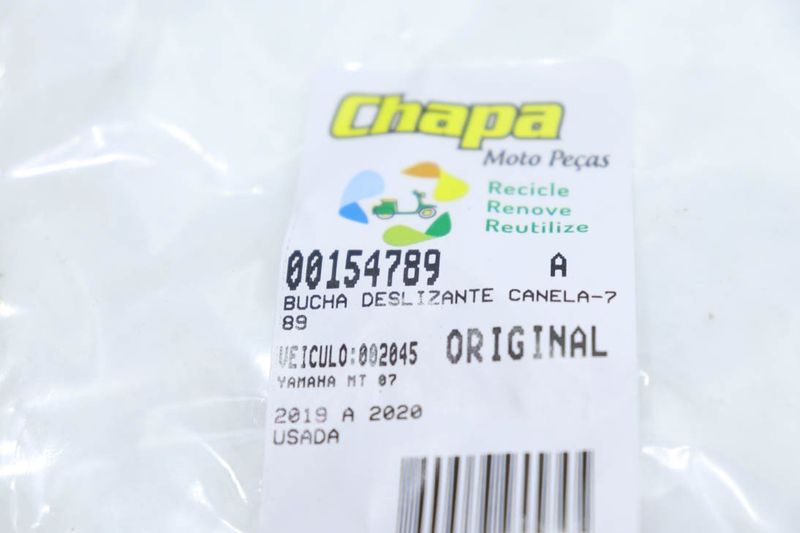 Chapa
Moto Peças
Recicle
Renove
Reutilize
00154789 A
BUCHA DESLIZANTE CANELA-7
89
VEICULO:002045 ORIGINAL
YAMAHA MT 07
2019 A 2020
USADA